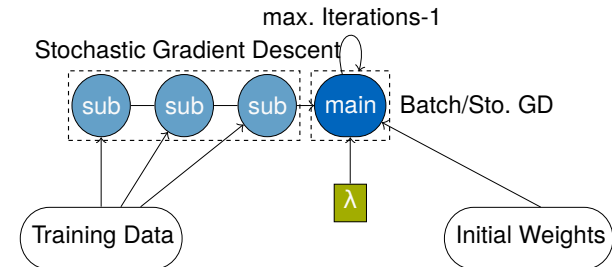 max. Iterations-1
Stochastic Gradient Descent
sub sub sub main Batch/Sto. GD
λ
Training Data Initial Weights